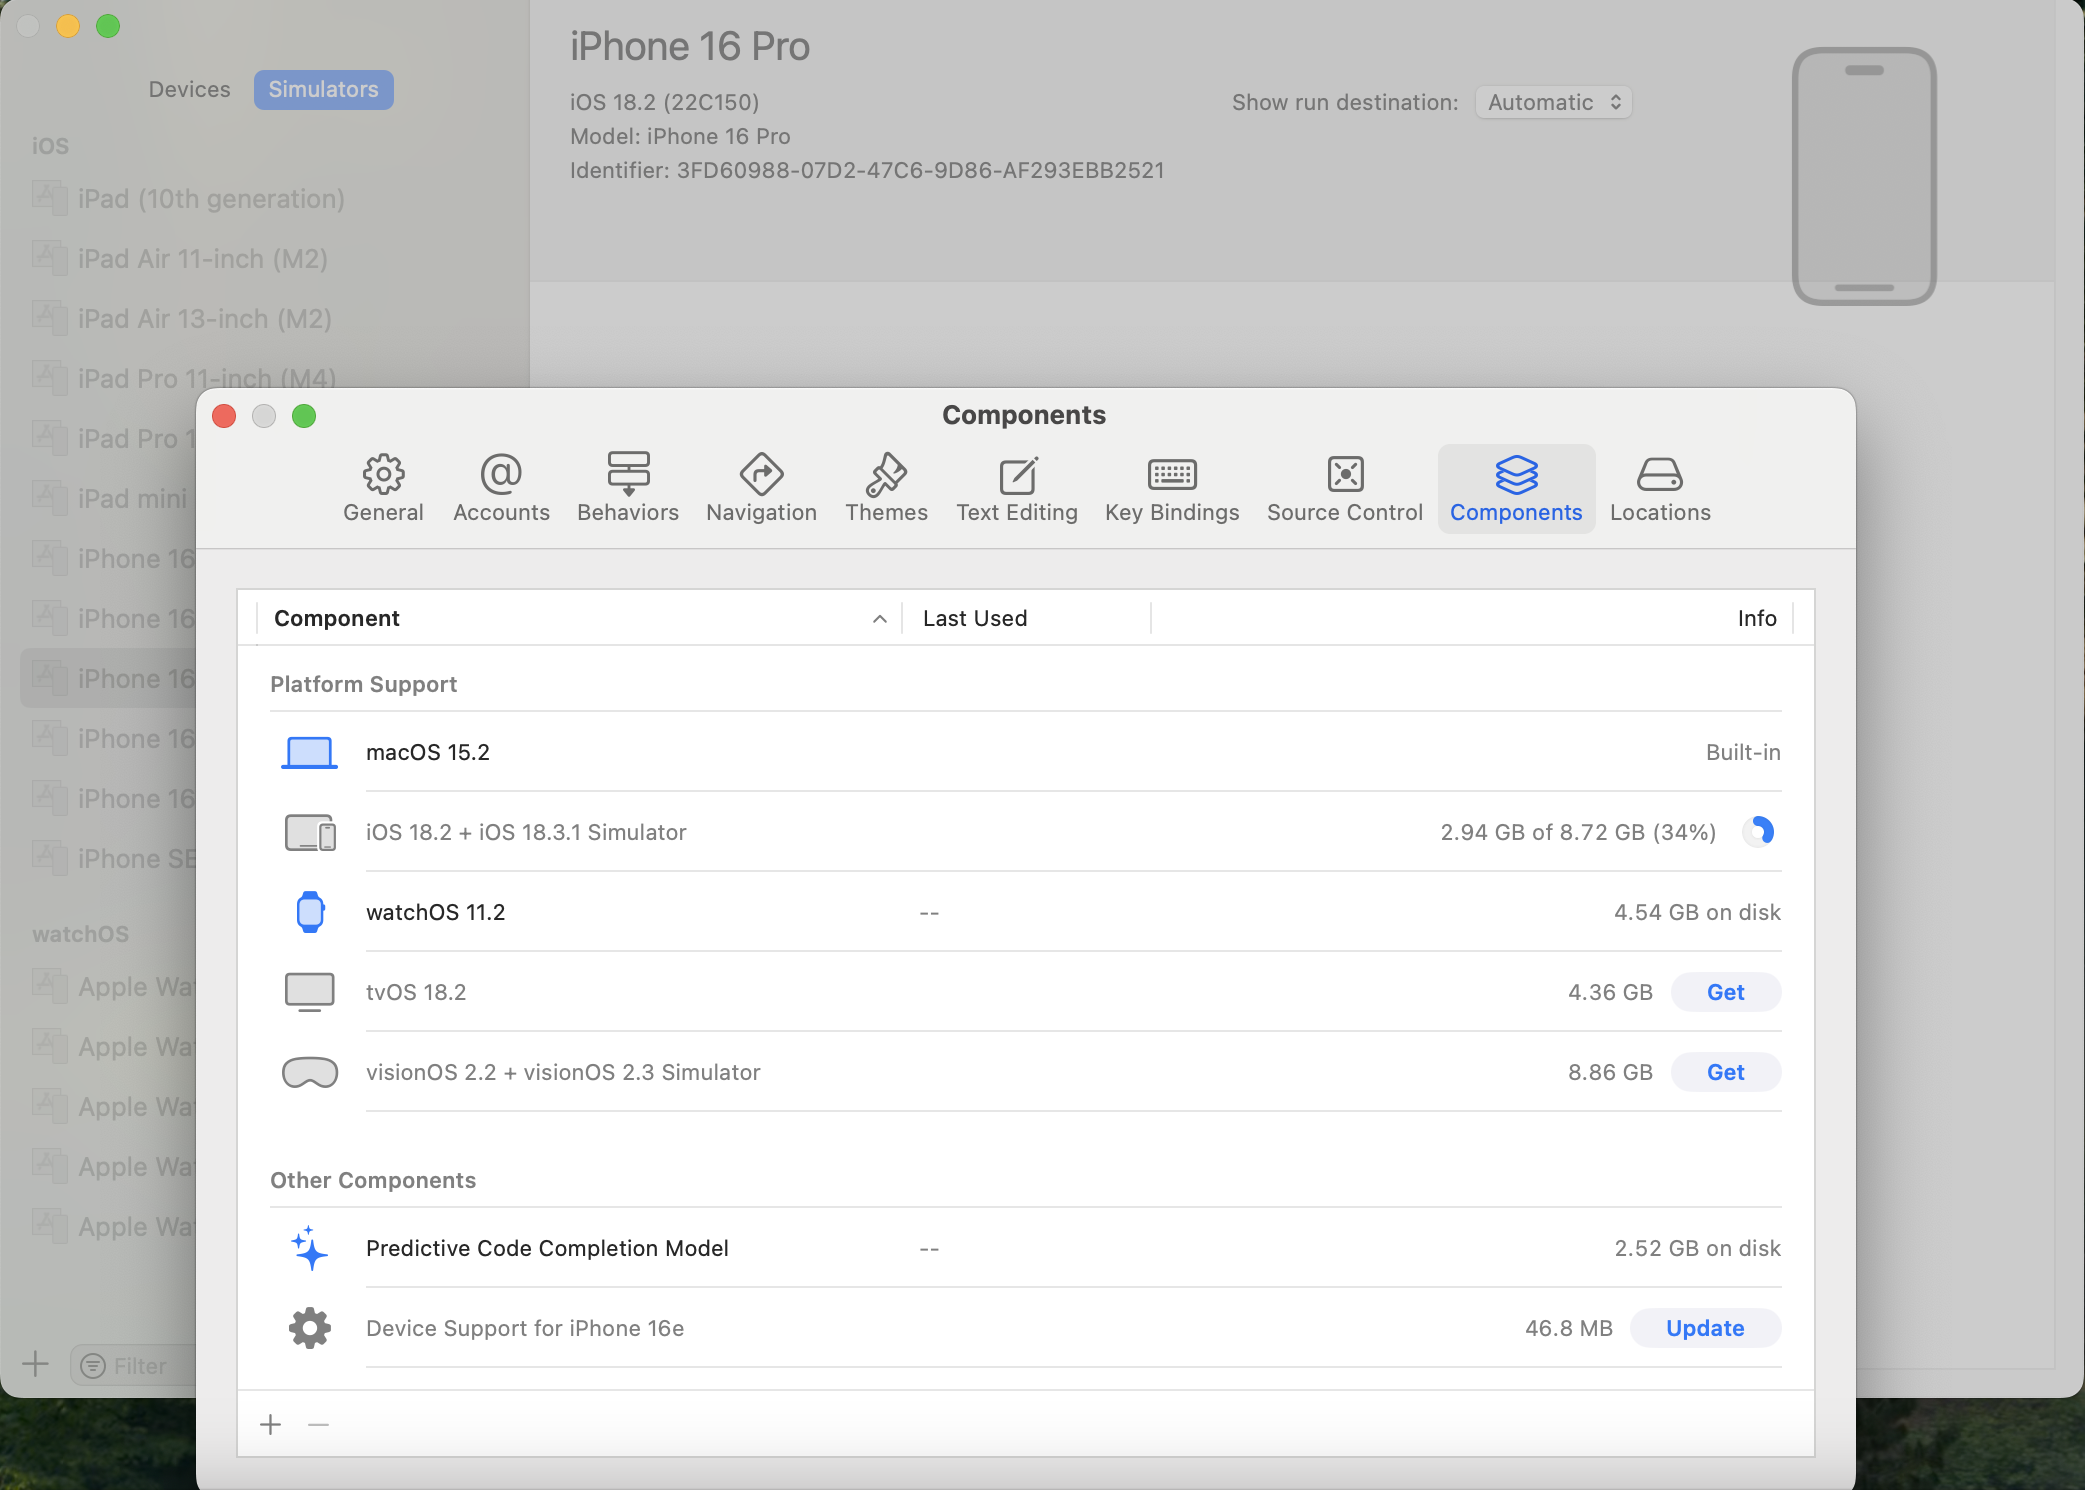 Devices
Simulators
iOS
iPad (10th generation)
iPad Air 11-inch (M2)
iPad Air 13-inch (M2)
iPad Pro 11-inch (M4)
iPad Pro 1
iPad mini
iPhone 16
iPhone 16
iPhone 16
iPhone 16
iPhone 16
iPhone SE
watchOS
Apple Wat
Apple Wat
Apple Wat
Apple Wat
Apple Wat
Filter
iPhone 16 Pro
iOS 18.2 (22C150)
Model: iPhone 16 Pro
Identifier: 3FD60988-07D2-47C6-9D86-AF293EBB2521
Show run destination: Automatic
Components
General
Accounts
Behaviors
Navigation
Themes
Text Editing
Key Bindings
Source Control
Components
Locations
Component Last Used Info
Platform Support
macOS 15.2 Built-in
iOS 18.2 + iOS 18.3.1 Simulator 2.94 GB of 8.72 GB (34%)
watchOS 11.2 -- 4.54 GB on disk
tvOS 18.2 4.36 GB Get
visionOS 2.2 + visionOS 2.3 Simulator 8.86 GB Get
Other Components
Predictive Code Completion Model -- 2.52 GB on disk
Device Support for iPhone 16e 46.8 MB Update